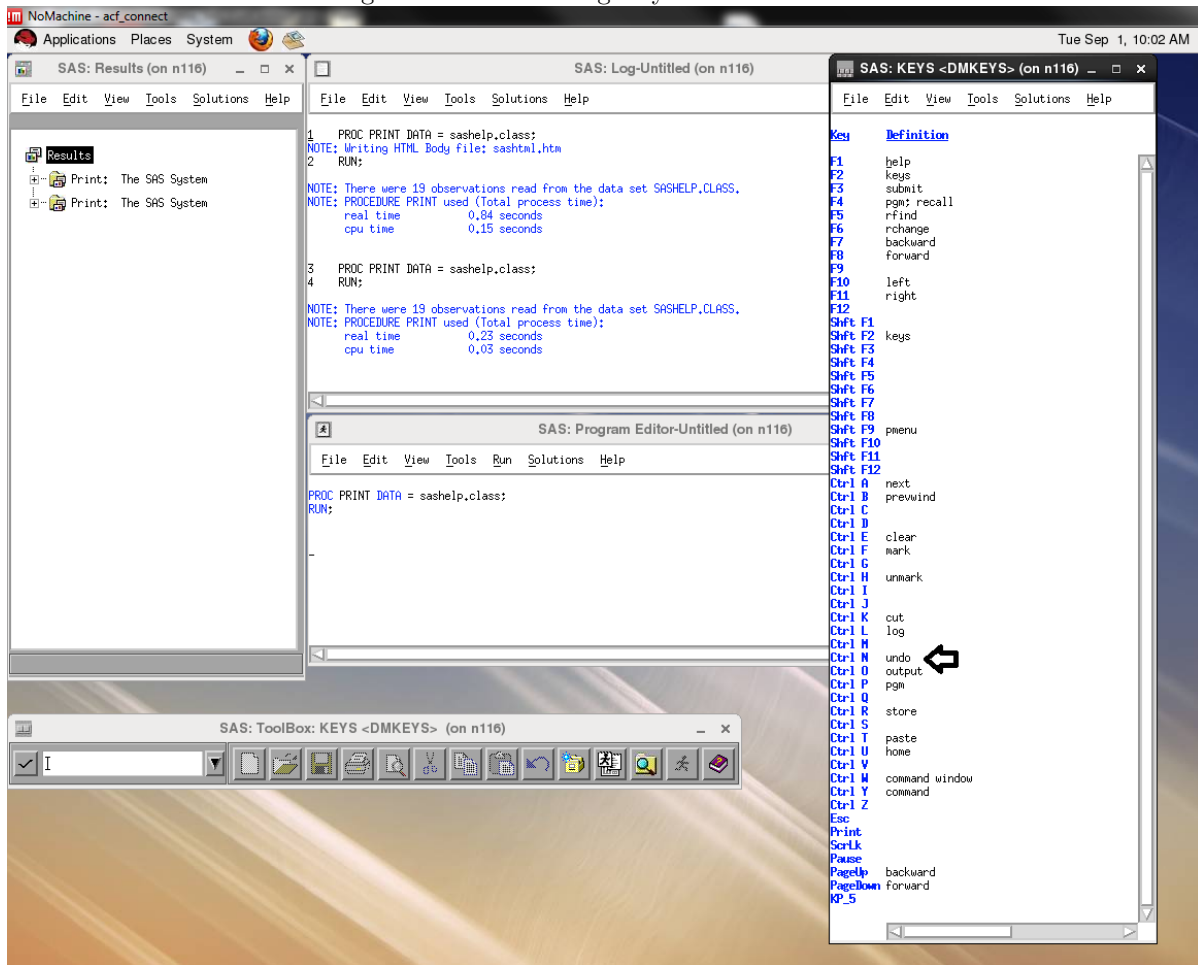 NoMachine - acf_connect
Applications Places System
Tue Sep 1, 10:02 AM
SAS: Results (on n116)
File Edit View Tools Solutions Help
Results
Print: The SAS System
Print: The SAS System
SAS: Log-Untitled (on n116)
File Edit View Tools Solutions Help
1 PROC PRINT DATA = sashelp.class;
NOTE: Writing HTML Body file: sashtml.htm
2 RUN;
NOTE: There were 19 observations read from the data set SASHELP.CLASS.
NOTE: PROCEDURE PRINT used (Total process time):
real time 0.84 seconds
cpu time 0.15 seconds
3 PROC PRINT DATA = sashelp.class;
4 RUN;
NOTE: There were 19 observations read from the data set SASHELP.CLASS.
NOTE: PROCEDURE PRINT used (Total process time):
real time 0.23 seconds
cpu time 0.03 seconds
SAS: Program Editor-Untitled (on n116)
File Edit View Tools Run Solutions Help
PROC PRINT DATA = sashelp.class;
RUN;
SAS: ToolBox: KEYS <DMKEYS> (on n116)
SAS: KEYS <DMKEYS> (on n116)
File Edit View Tools Solutions Help
Key Definition
F1 help
F2 keys
F3 submit
F4 pgm; recall
F5 rfind
F6 rchange
F7 backward
F8 forward
F9
F10 left
F11 right
F12
Shft F1
Shft F2 keys
Shft F3
Shft F4
Shft F5
Shft F6
Shft F7
Shft F8
Shft F9 pmenu
Shft F10
Shft F11
Shft F12
Ctrl A next
Ctrl B prevwind
Ctrl C
Ctrl D
Ctrl E clear
Ctrl F mark
Ctrl G
Ctrl H unmark
Ctrl I
Ctrl J
Ctrl K cut
Ctrl L log
Ctrl M
Ctrl N undo
Ctrl O output
Ctrl P pgm
Ctrl Q
Ctrl R store
Ctrl S
Ctrl T paste
Ctrl U home
Ctrl V
Ctrl W command window
Ctrl Y command
Ctrl Z
Esc
Print
ScrLk
Pause
PageUp backward
PageDown forward
KP_5